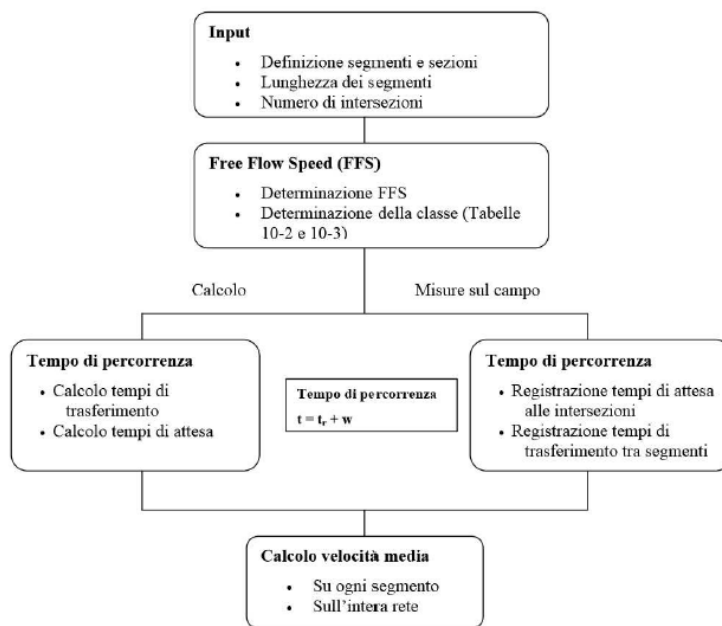 Input
• Definizione segmenti e sezioni
• Lunghezza dei segmenti
• Numero di intersezioni
Free Flow Speed (FFS)
• Determinazione FFS
• Determinazione della classe (Tabelle
10-2 e 10-3)
Calcolo
Misure sul campo
Tempo di percorrenza
• Calcolo tempi di
trasferimento
• Calcolo tempi di attesa
Tempo di percorrenza
t = tᵣ + w
Tempo di percorrenza
• Registrazione tempi di attesa
alle intersezioni
• Registrazione tempi di
trasferimento tra segmenti
Calcolo velocità media
• Su ogni segmento
• Sull'intera rete